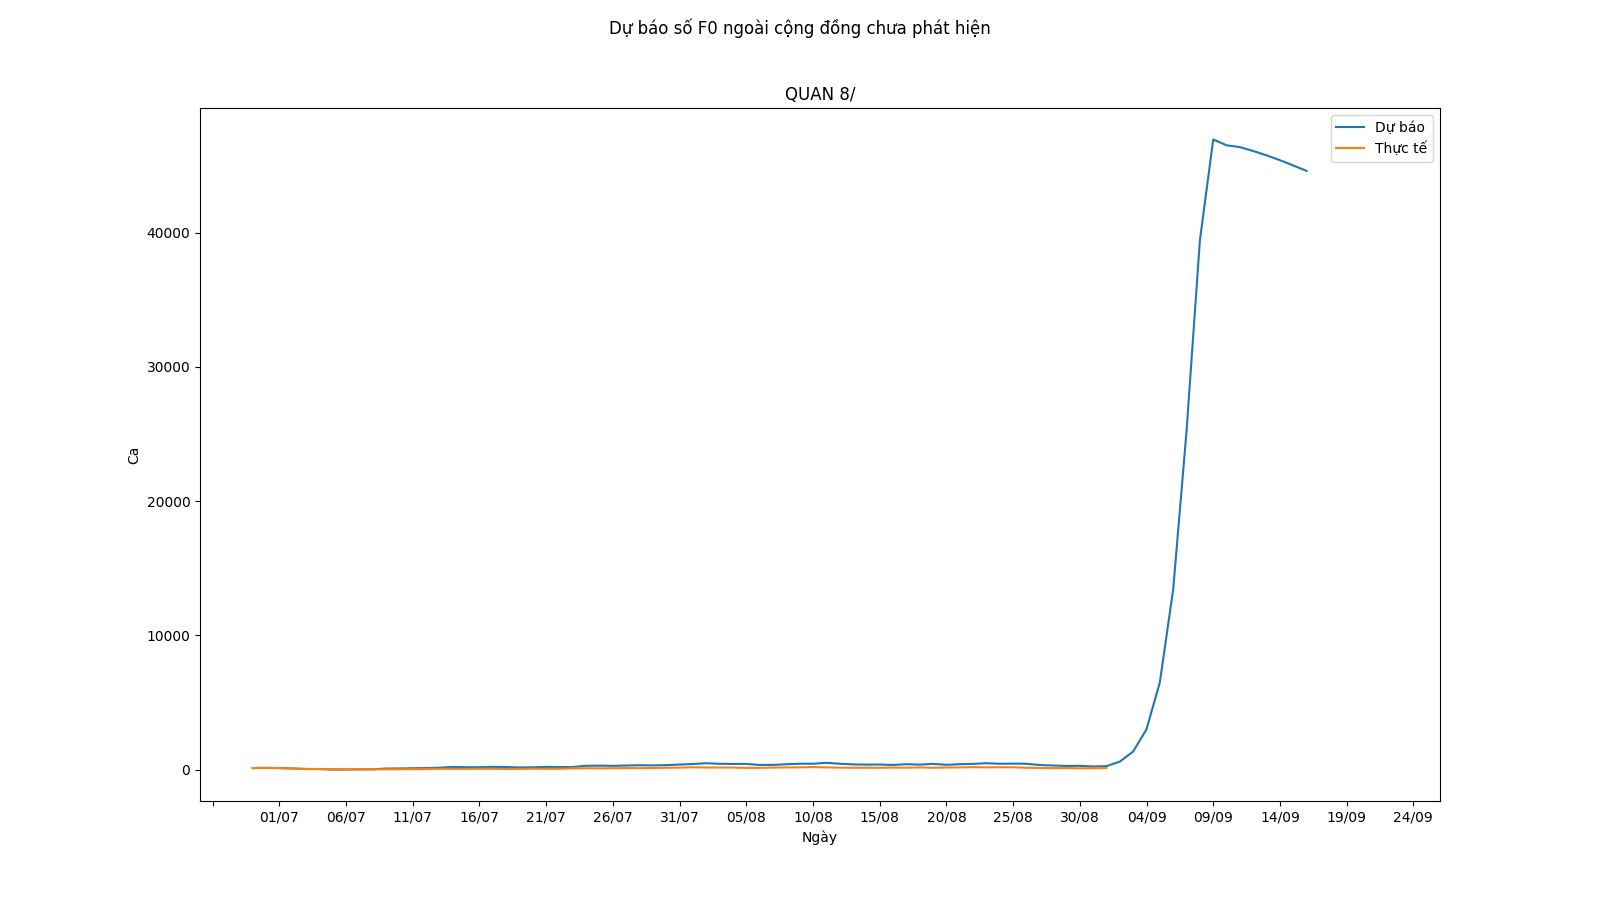 Dự báo số F0 ngoài cộng đồng chưa phát hiện
QUAN 8/
Dự báo
Thực tế
Ca
40000
30000
20000
10000
0
01/07 06/07 11/07 16/07 21/07 26/07 31/07 05/08 10/08 15/08 20/08 25/08 30/08 04/09 09/09 14/09 19/09 24/09
Ngày